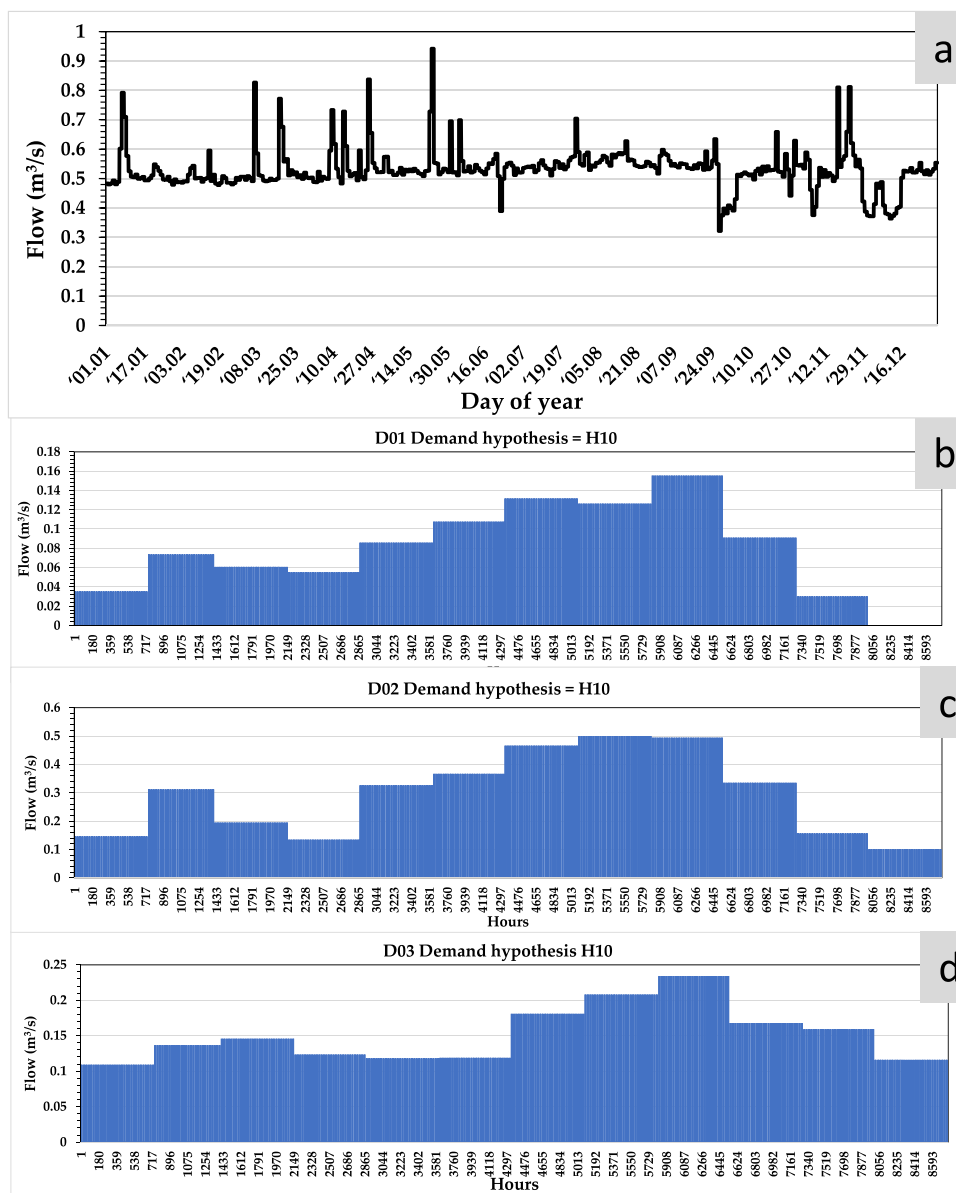 a
1
0.9
0.8
0.7
0.6
0.5
0.4
0.3
0.2
0.1
0
Flow (m³/s)
‘01.01 ‘17.01 ‘03.02 ‘19.02 ‘08.03 ‘25.03 ‘10.04 ‘27.04 ‘14.05 ‘30.05 ‘16.06 ‘02.07 ‘19.07 ‘05.08 ‘21.08 ‘07.09 ‘24.09 ‘10.10 ‘27.10 ‘12.11 ‘29.11 ‘16.12
Day of year
D01 Demand hypothesis = H10
b
0.18
0.16
0.14
0.12
0.1
0.08
0.06
0.04
0.02
0
Flow (m³/s)
1 180 359 538 717 896 1075 1254 1433 1612 1791 1970 2149 2328 2507 2686 2865 3044 3223 3402 3581 3760 3939 4118 4297 4476 4655 4834 5013 5192 5371 5550 5729 5908 6087 6266 6445 6624 6803 6982 7161 7340 7519 7698 7877 8056 8235 8414 8593
D02 Demand hypothesis = H10
c
0.6
0.5
0.4
0.3
0.2
0.1
0
Flow (m³/s)
1 180 359 538 717 896 1075 1254 1433 1612 1791 1970 2149 2328 2507 2686 2865 3044 3223 3402 3581 3760 3939 4118 4297 4476 4655 4834 5013 5192 5371 5550 5729 5908 6087 6266 6445 6624 6803 6982 7161 7340 7519 7698 7877 8056 8235 8414 8593
Hours
D03 Demand hypothesis H10
d
0.25
0.2
0.15
0.1
0.05
0
Flow (m³/s)
1 180 359 538 717 896 1075 1254 1433 1612 1791 1970 2149 2328 2507 2686 2865 3044 3223 3402 3581 3760 3939 4118 4297 4476 4655 4834 5013 5192 5371 5550 5729 5908 6087 6266 6445 6624 6803 6982 7161 7340 7519 7698 7877 8056 8235 8414 8593
Hours